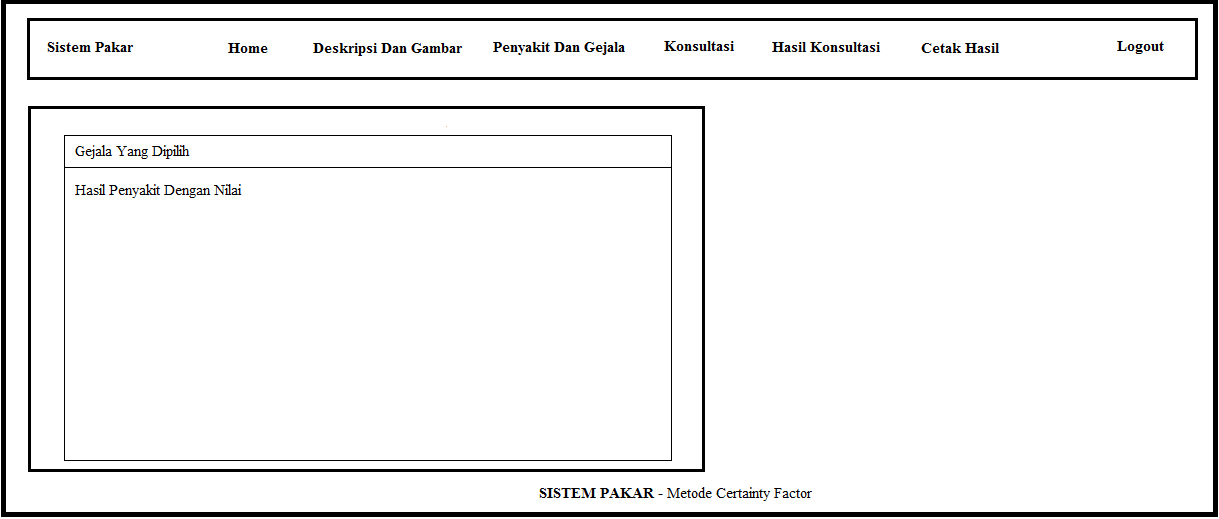 Sistem Pakar Home Deskripsi Dan Gambar Penyakit Dan Gejala Konsultasi Hasil Konsultasi Cetak Hasil Logout
Gejala Yang Dipilih
Hasil Penyakit Dengan Nilai
SISTEM PAKAR - Metode Certainty Factor